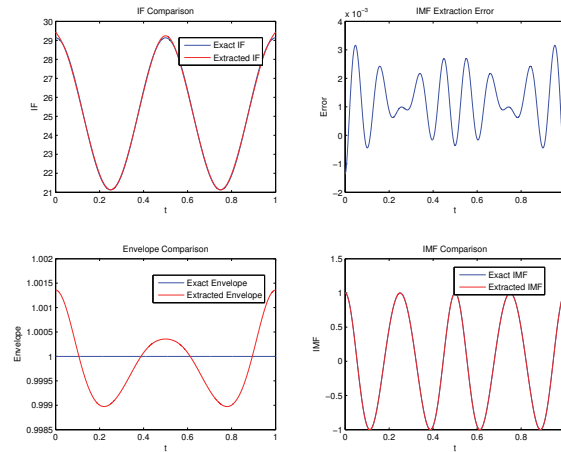 IF Comparison
30
29
28
27
26
25
24
23
22
21
IF
0
0.2
0.4
0.6
0.8
1
t
Exact IF
Extracted IF
IMF Extraction Error
x 10⁻³
4
3
2
1
0
−1
−2
Error
0
0.2
0.4
0.6
0.8
t
Envelope Comparison
1.002
1.0015
1.001
1.0005
1
0.9995
0.999
0.9985
Envelope
0
0.2
0.4
0.6
0.8
1
t
Exact Envelope
Extracted Envelope
IMF Comparison
1.5
1
0.5
0
−0.5
−1
IMF
0
0.2
0.4
0.6
0.8
t
Exact IMF
Extracted IMF